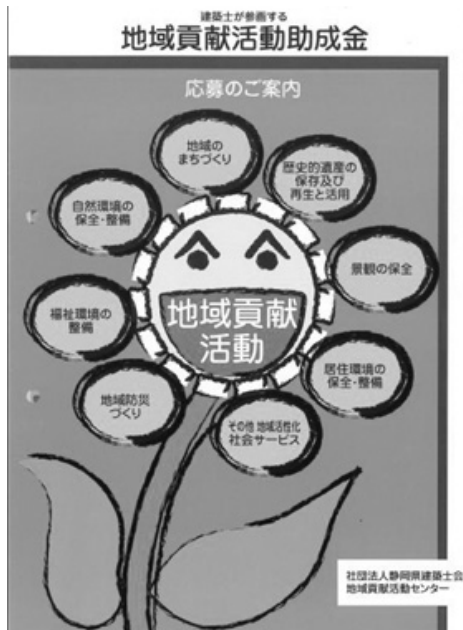 建築士が参画する
地域貢献活動助成金
応募のご案内
地域の
まちづくり
歴史的遺産の
保存及び
再生と活用
自然環境の
保全・整備
景観の保全
福祉環境の
整備
地域貢献
活動
居住環境の
保全・整備
地域防災
づくり
その他 地域活性化
社会サービス
社団法人静岡県建築士会
地域貢献活動センター